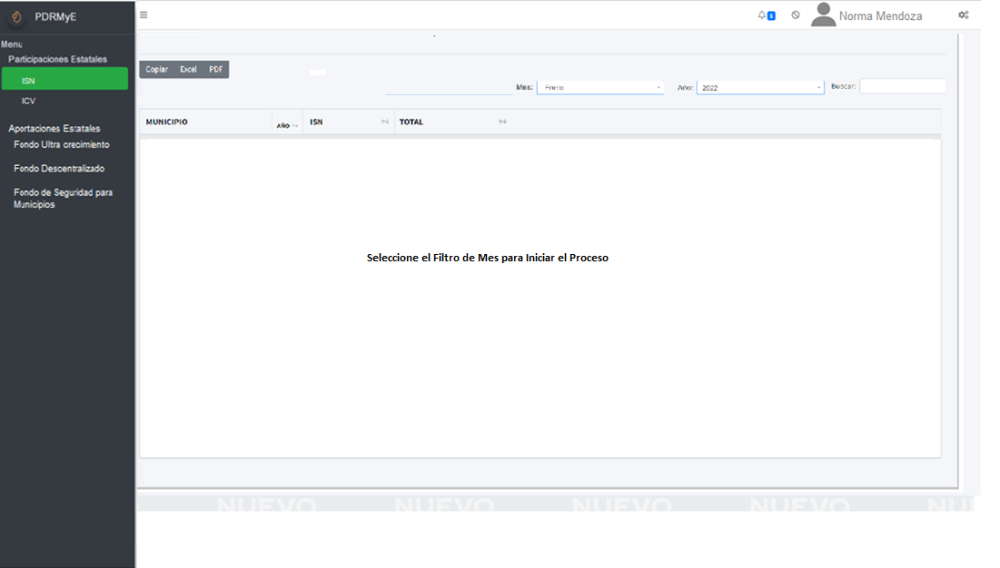 PDRMyE
1
Norma Mendoza
Menu
Participaciones Estatales
ISN
ICV
Aportaciones Estatales
Fondo Ultra crecimiento
Fondo Descentralizado
Fondo de Seguridad para
Municipios
Copiar Excel PDF
Mes: Enero Año: 2022 Buscar:
MUNICIPIO AÑO ISN TOTAL
Seleccione el Filtro de Mes para Iniciar el Proceso
NUEVO NUEVO NUEVO NUEVO NU